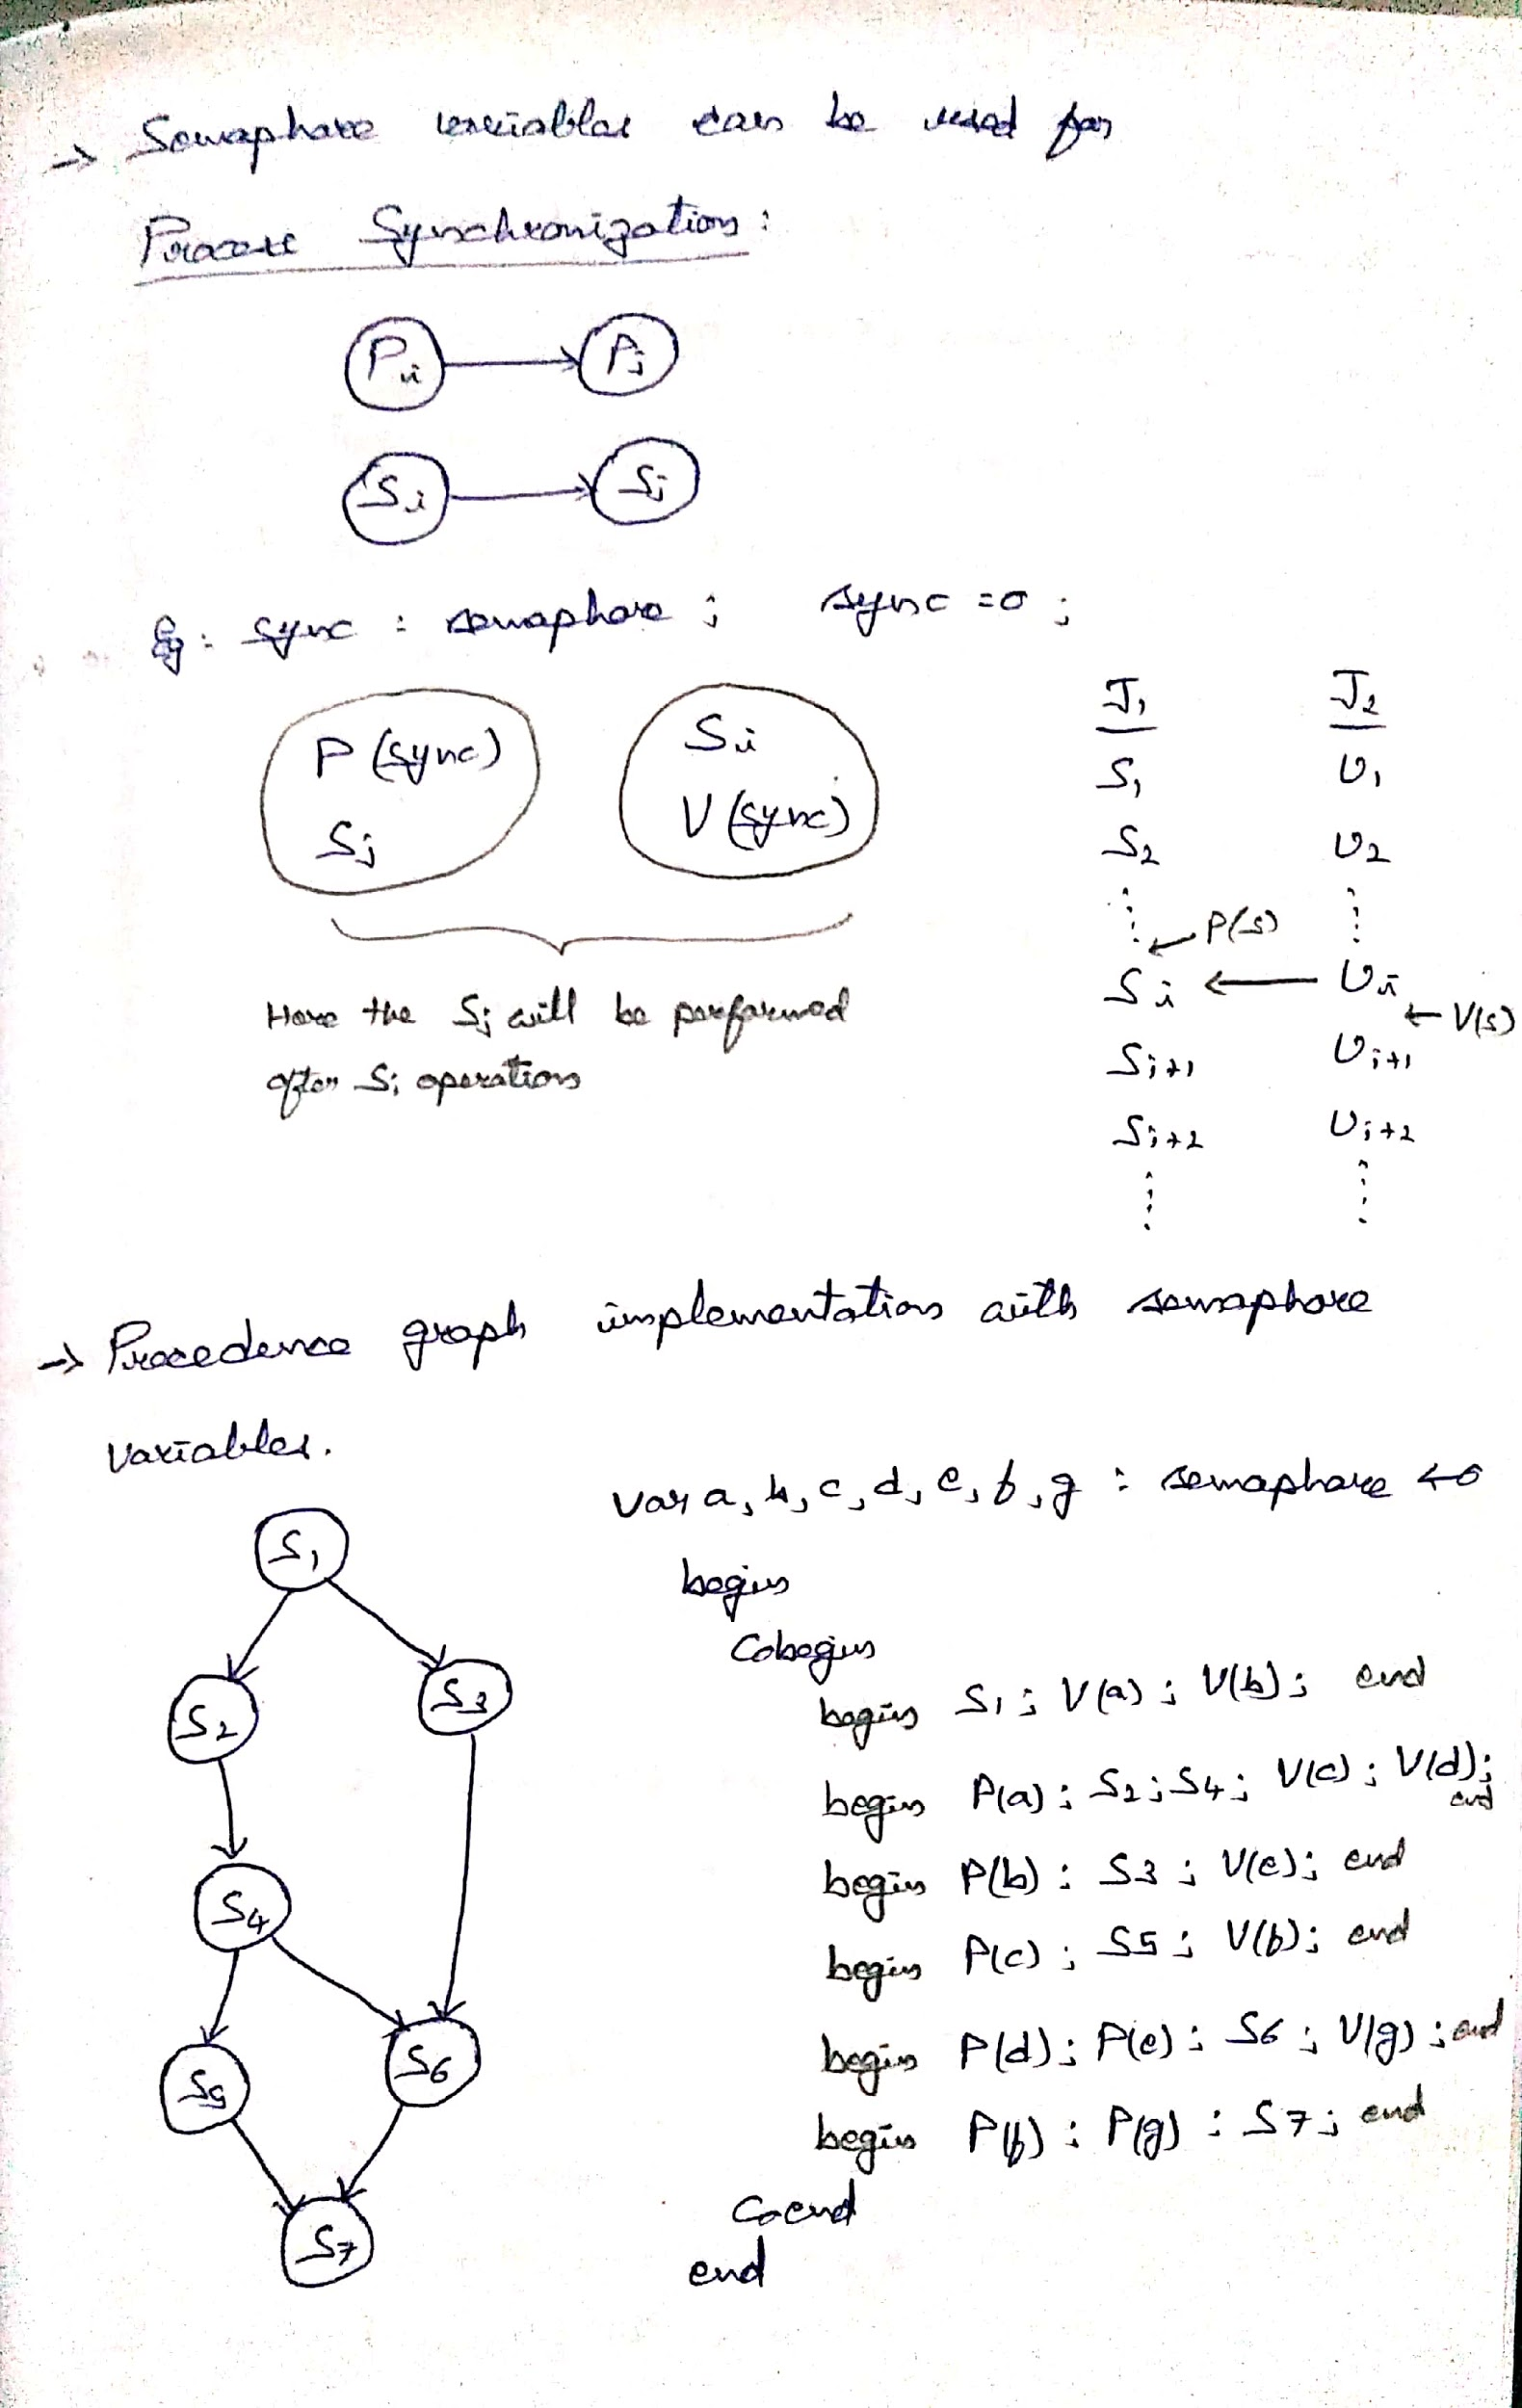 → Semaphore variables can be used for
Process Synchronization:
Pi → Pj
Si → Sj
Eg: Sync : semaphore ; sync = 0 ;
P (sync)
Sj
Si
V (sync)
Here the Sj will be performed
after Si operation
J1 J2
S1 U1
S2 U2
⋮ ← P(s) ⋮
Si ← Ui
← V(s)
Si+1 Ui+1
Si+2 Ui+2
⋮ ⋮
→ Precedence graph implementation with semaphore
variables.
S1
S2 S3
S4
S5 S6
S7
var a, b, c, d, e, f, g : semaphore ← 0
begin
Cobegin
begin S1 ; V(a) ; V(b) ; end
begin P(a) ; S2 ; S4 ; V(c) ; V(d) ; end
begin P(b) ; S3 ; V(e) ; end
begin P(c) ; S5 ; V(f) ; end
begin P(d) ; P(e) ; S6 ; V(g) ; end
begin P(f) ; P(g) ; S7 ; end
Coend
end